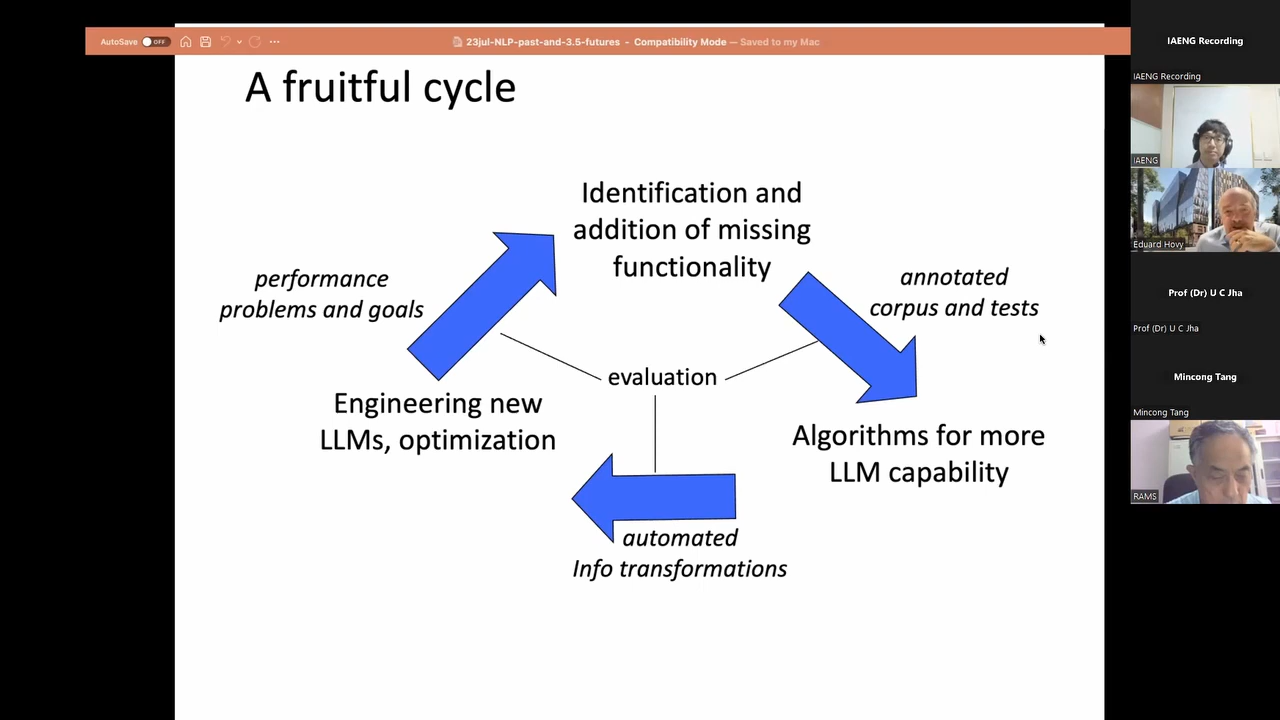 AutoSave OFF
23jul-NLP-past-and-3.5-futures - Compatibility Mode — Saved to my Mac
A fruitful cycle
Identification and
addition of missing
functionality
performance
problems and goals
annotated
corpus and tests
evaluation
Engineering new
LLMs, optimization
Algorithms for more
LLM capability
automated
Info transformations
IAENG Recording
IAENG Recording
IAENG
Eduard Hovy
Prof (Dr) U C Jha
Prof (Dr) U C Jha
Mincong Tang
Mincong Tang
RAMS